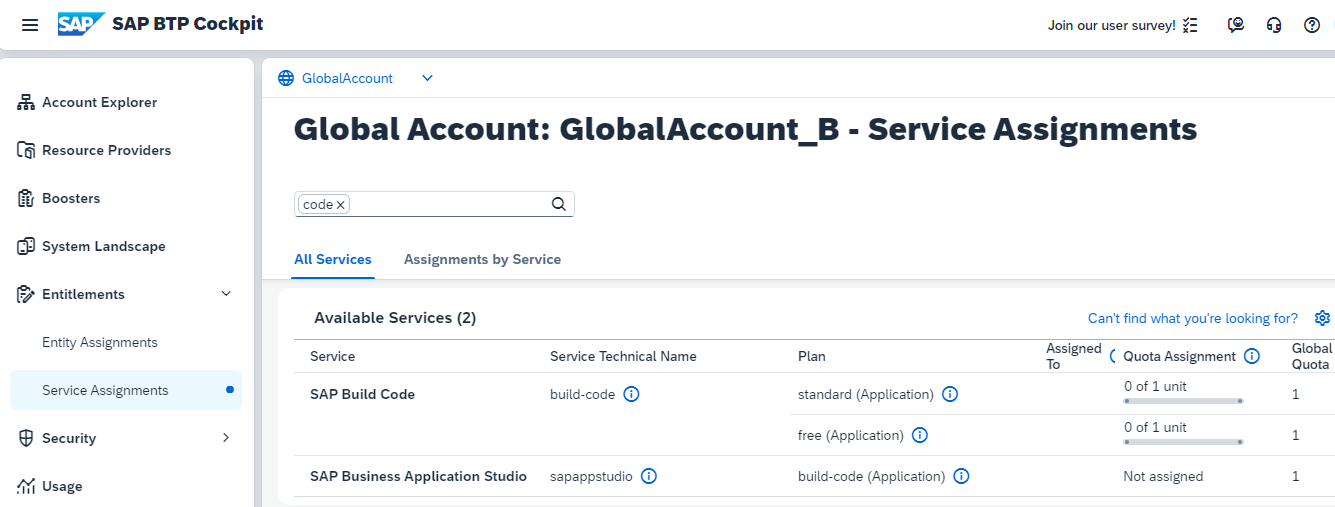 SAP SAP BTP Cockpit
Join our user survey!
Account Explorer
Resource Providers
Boosters
System Landscape
Entitlements
Entity Assignments
Service Assignments
Security
Usage
GlobalAccount
Global Account: GlobalAccount_B - Service Assignments
code
All Services Assignments by Service
Available Services (2) Can't find what you're looking for?
Service Service Technical Name Plan Assigned To Quota Assignment Global Quota
SAP Build Code build-code standard (Application) 0 of 1 unit 1
free (Application) 0 of 1 unit 1
SAP Business Application Studio sapappstudio build-code (Application) Not assigned 1